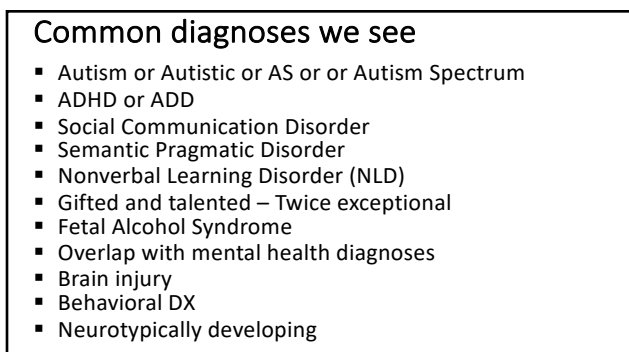 Common diagnoses we see
▪ Autism or Autistic or AS or or Autism Spectrum
▪ ADHD or ADD
▪ Social Communication Disorder
▪ Semantic Pragmatic Disorder
▪ Nonverbal Learning Disorder (NLD)
▪ Gifted and talented – Twice exceptional
▪ Fetal Alcohol Syndrome
▪ Overlap with mental health diagnoses
▪ Brain injury
▪ Behavioral DX
▪ Neurotypically developing